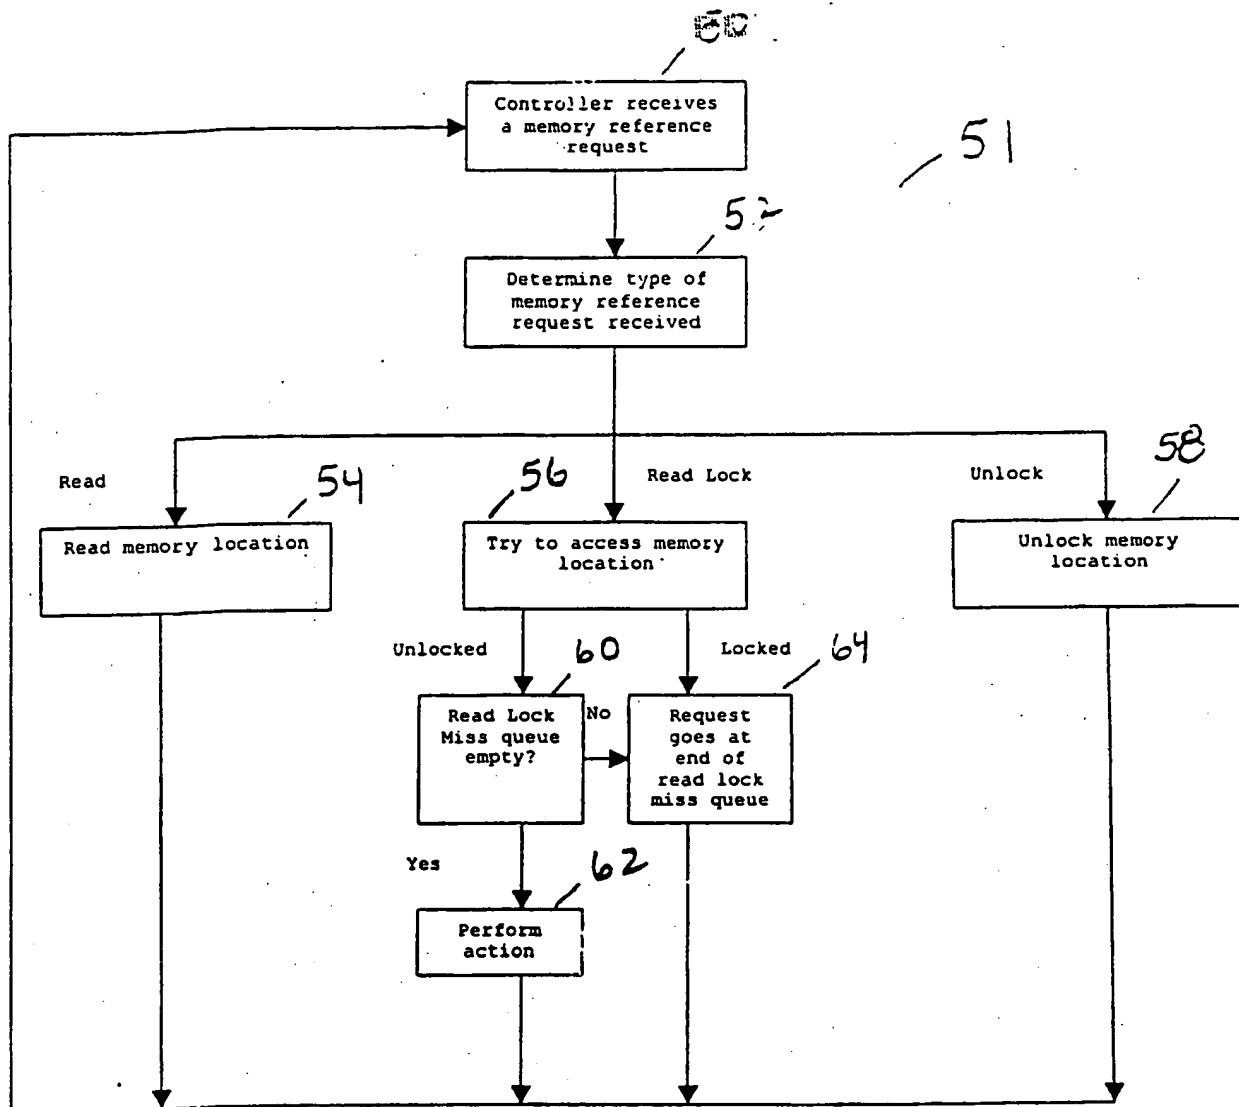 Controller receives
a memory reference
request
51
52
Determine type of
memory reference
request received
Read
54
56
Read Lock
Unlock
58
Read memory location
Try to access memory
location
Unlock memory
location
Unlocked
60
Locked
64
Read Lock
Miss queue
empty?
No
Request
goes at
end of
read lock
miss queue
Yes
62
Perform
action